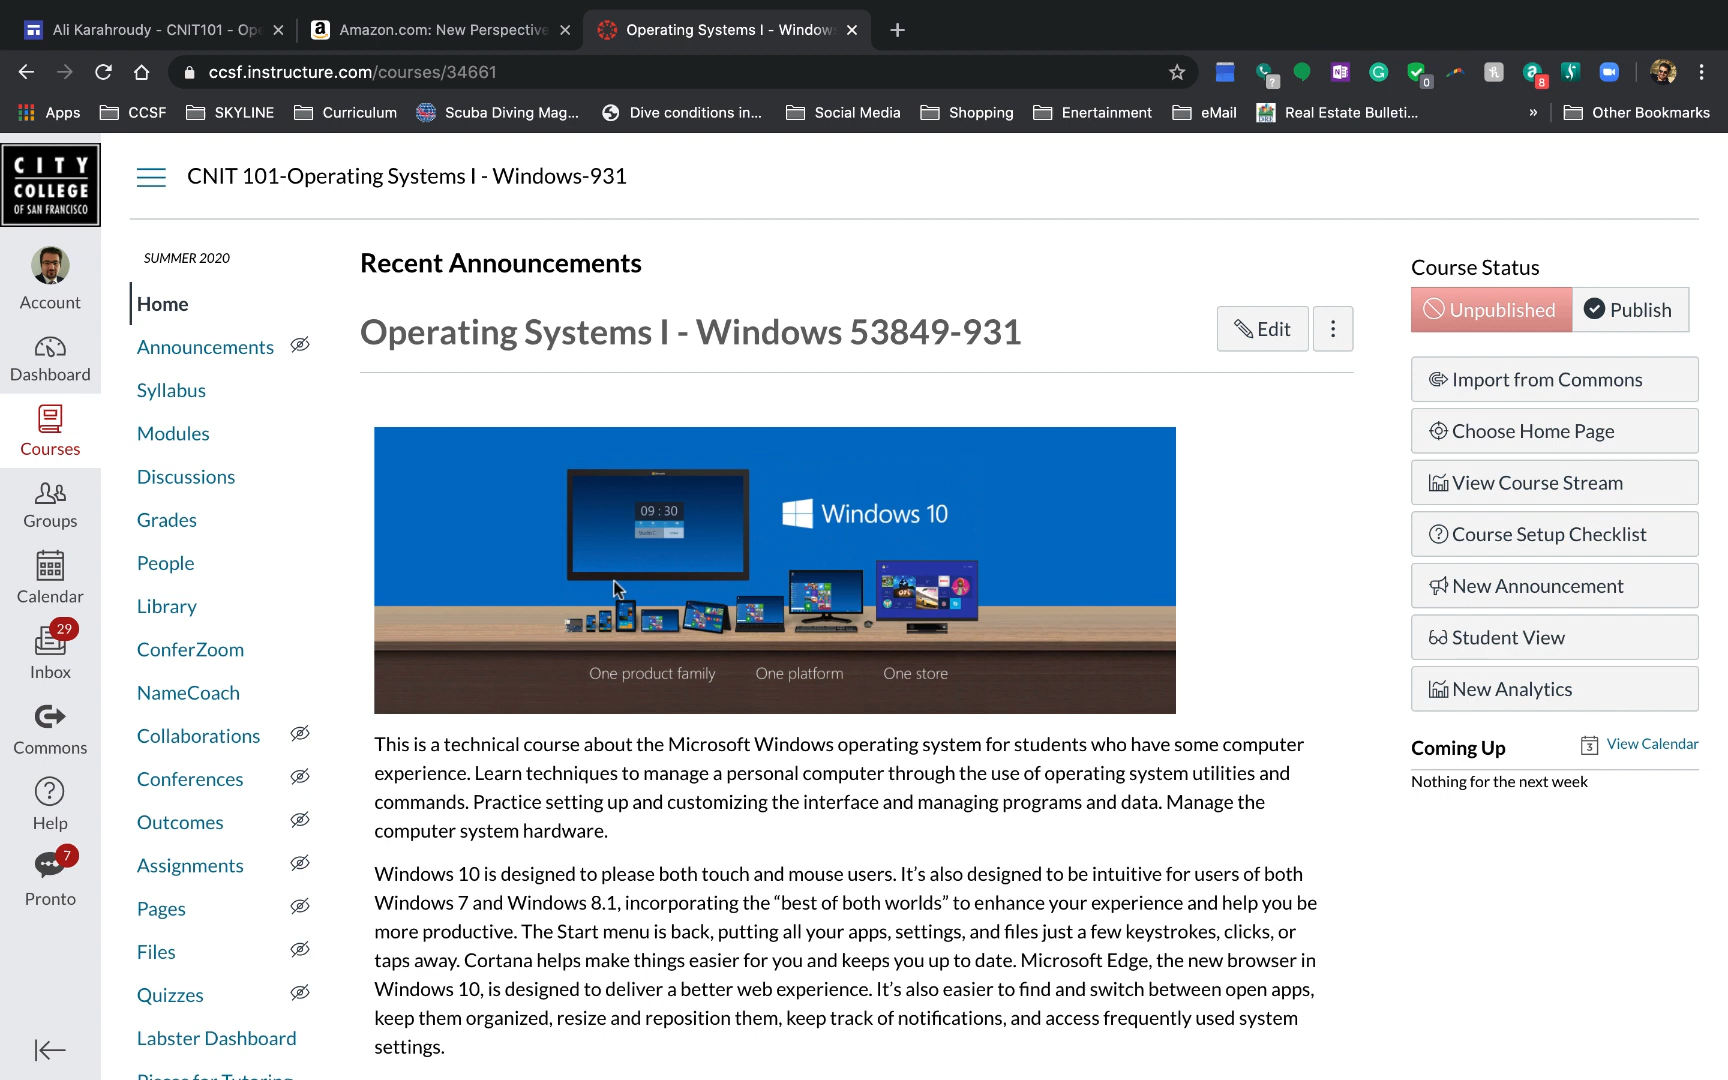 Ali Karahroudy - CNIT101 - Ope
Amazon.com: New Perspective
Operating Systems I - Windows
ccsf.instructure.com/courses/34661
?
0
8
Apps
CCSF
SKYLINE
Curriculum
Scuba Diving Mag...
Dive conditions in...
Social Media
Shopping
Enertainment
eMail
Real Estate Bulleti...
»
Other Bookmarks
CITY
COLLEGE
OF SAN FRANCISCO
Account
Dashboard
Courses
Groups
Calendar
29
Inbox
Commons
Help
7
Pronto
CNIT 101-Operating Systems I - Windows-931
SUMMER 2020
Home
Announcements
Syllabus
Modules
Discussions
Grades
People
Library
ConferZoom
NameCoach
Collaborations
Conferences
Outcomes
Assignments
Pages
Files
Quizzes
Labster Dashboard
Recent Announcements
Operating Systems I - Windows 53849-931
Edit
09 : 30
Windows 10
One product family
One platform
One store
This is a technical course about the Microsoft Windows operating system for students who have some computer
experience. Learn techniques to manage a personal computer through the use of operating system utilities and
commands. Practice setting up and customizing the interface and managing programs and data. Manage the
computer system hardware.
Windows 10 is designed to please both touch and mouse users. It’s also designed to be intuitive for users of both
Windows 7 and Windows 8.1, incorporating the “best of both worlds” to enhance your experience and help you be
more productive. The Start menu is back, putting all your apps, settings, and files just a few keystrokes, clicks, or
taps away. Cortana helps make things easier for you and keeps you up to date. Microsoft Edge, the new browser in
Windows 10, is designed to deliver a better web experience. It’s also easier to find and switch between open apps,
keep them organized, resize and reposition them, keep track of notifications, and access frequently used system
settings.
Course Status
Unpublished
Publish
Import from Commons
Choose Home Page
View Course Stream
Course Setup Checklist
New Announcement
Student View
New Analytics
Coming Up
3
View Calendar
Nothing for the next week